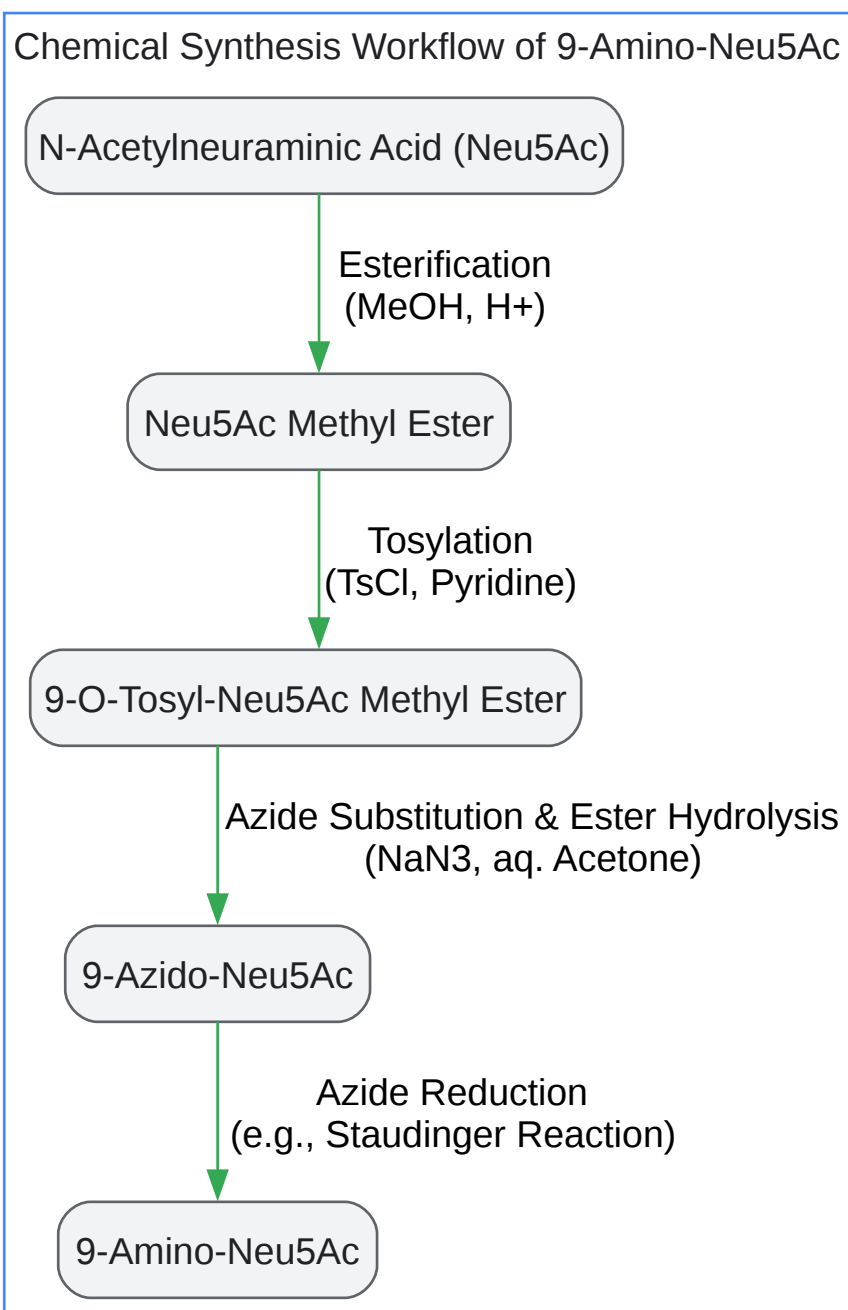 Chemical Synthesis Workflow of 9-Amino-Neu5Ac
N-Acetylneuraminic Acid (Neu5Ac)
Esterification
(MeOH, H+)
Neu5Ac Methyl Ester
Tosylation
(TsCl, Pyridine)
9-O-Tosyl-Neu5Ac Methyl Ester
Azide Substitution & Ester Hydrolysis
(NaN3, aq. Acetone)
9-Azido-Neu5Ac
Azide Reduction
(e.g., Staudinger Reaction)
9-Amino-Neu5Ac